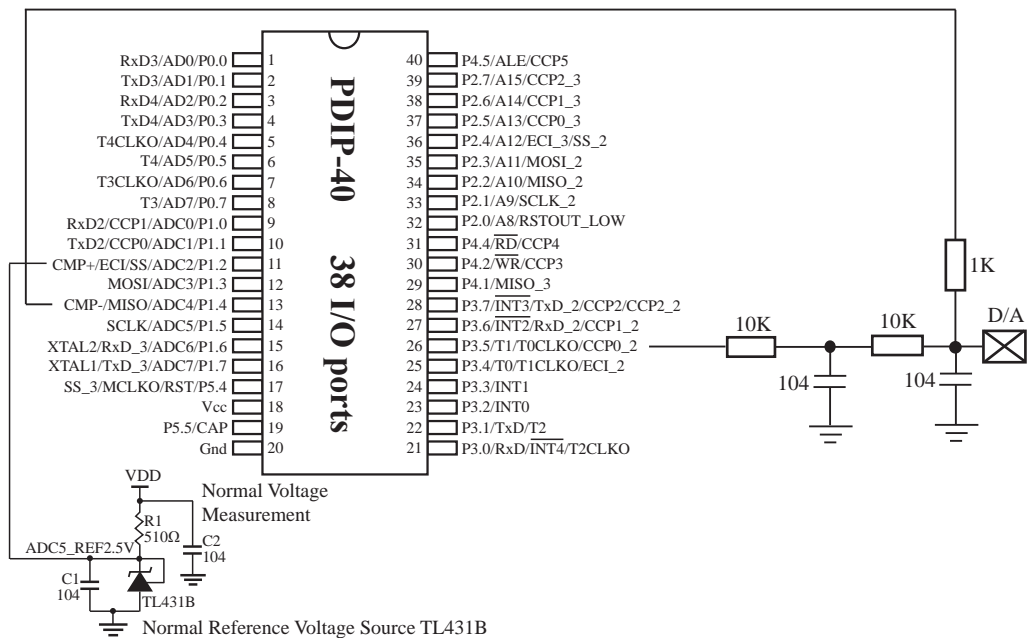 RxD3/AD0/P0.0 1
TxD3/AD1/P0.1 2
RxD4/AD2/P0.2 3
TxD4/AD3/P0.3 4
T4CLKO/AD4/P0.4 5
T4/AD5/P0.5 6
T3CLKO/AD6/P0.6 7
T3/AD7/P0.7 8
RxD2/CCP1/ADC0/P1.0 9
TxD2/CCP0/ADC1/P1.1 10
CMP+/ECI/SS/ADC2/P1.2 11
MOSI/ADC3/P1.3 12
CMP-/MISO/ADC4/P1.4 13
SCLK/ADC5/P1.5 14
XTAL2/RxD_3/ADC6/P1.6 15
XTAL1/TxD_3/ADC7/P1.7 16
SS_3/MCLKO/RST/P5.4 17
Vcc 18
P5.5/CAP 19
Gnd 20
PDIP-40 38 I/O ports
40 P4.5/ALE/CCP5
39 P2.7/A15/CCP2_3
38 P2.6/A14/CCP1_3
37 P2.5/A13/CCP0_3
36 P2.4/A12/ECI_3/SS_2
35 P2.3/A11/MOSI_2
34 P2.2/A10/MISO_2
33 P2.1/A9/SCLK_2
32 P2.0/A8/RSTOUT_LOW
31 P4.4/RD/CCP4
30 P4.2/WR/CCP3
29 P4.1/MISO_3
28 P3.7/INT3/TxD_2/CCP2/CCP2_2
27 P3.6/INT2/RxD_2/CCP1_2
26 P3.5/T1/T0CLKO/CCP0_2
25 P3.4/T0/T1CLKO/ECI_2
24 P3.3/INT1
23 P3.2/INT0
22 P3.1/TxD/T2
21 P3.0/RxD/INT4/T2CLKO
1K
D/A
10K
10K
104
104
VDD
Normal Voltage
Measurement
R1
510Ω
C2
104
ADC5_REF2.5V
C1
104
TL431B
Normal Reference Voltage Source TL431B